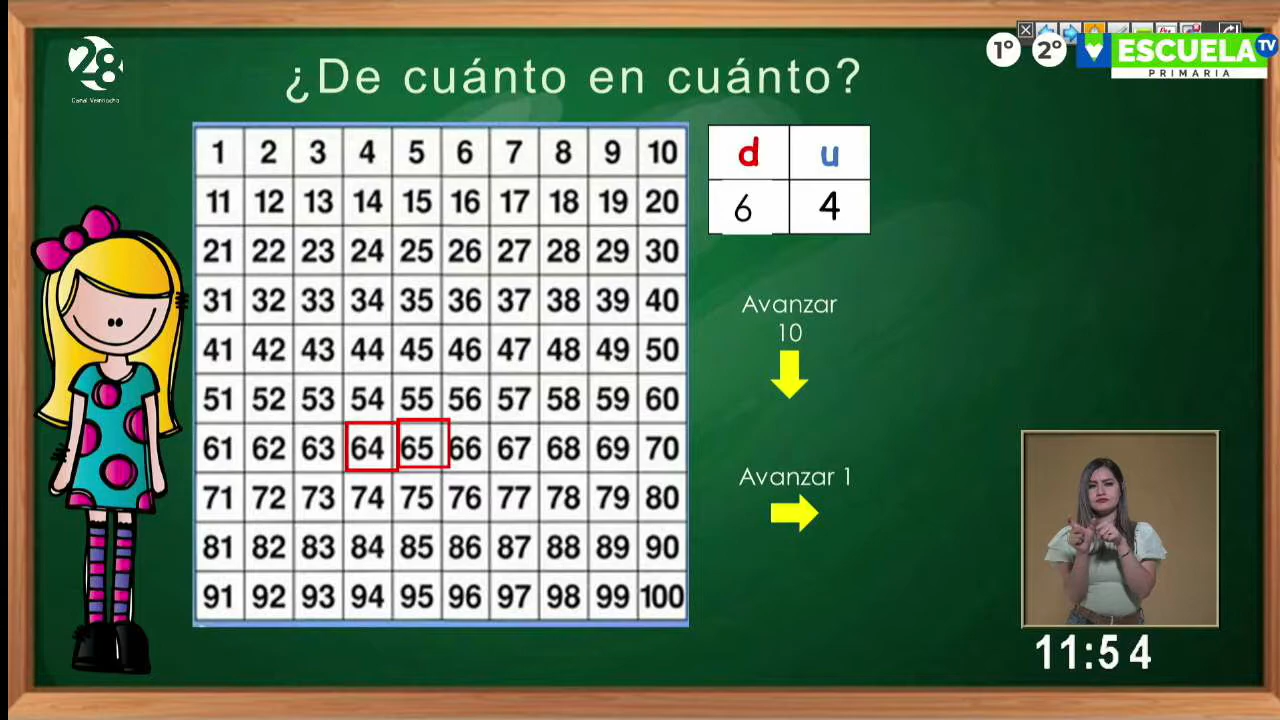 28
Canal Veintiocho
¿De cuánto en cuánto?
1° 2° ESCUELA TV
PRIMARIA
1 2 3 4 5 6 7 8 9 10
11 12 13 14 15 16 17 18 19 20
21 22 23 24 25 26 27 28 29 30
31 32 33 34 35 36 37 38 39 40
41 42 43 44 45 46 47 48 49 50
51 52 53 54 55 56 57 58 59 60
61 62 63 64 65 66 67 68 69 70
71 72 73 74 75 76 77 78 79 80
81 82 83 84 85 86 87 88 89 90
91 92 93 94 95 96 97 98 99 100
d u
6 4
Avanzar
10
Avanzar 1
11:54